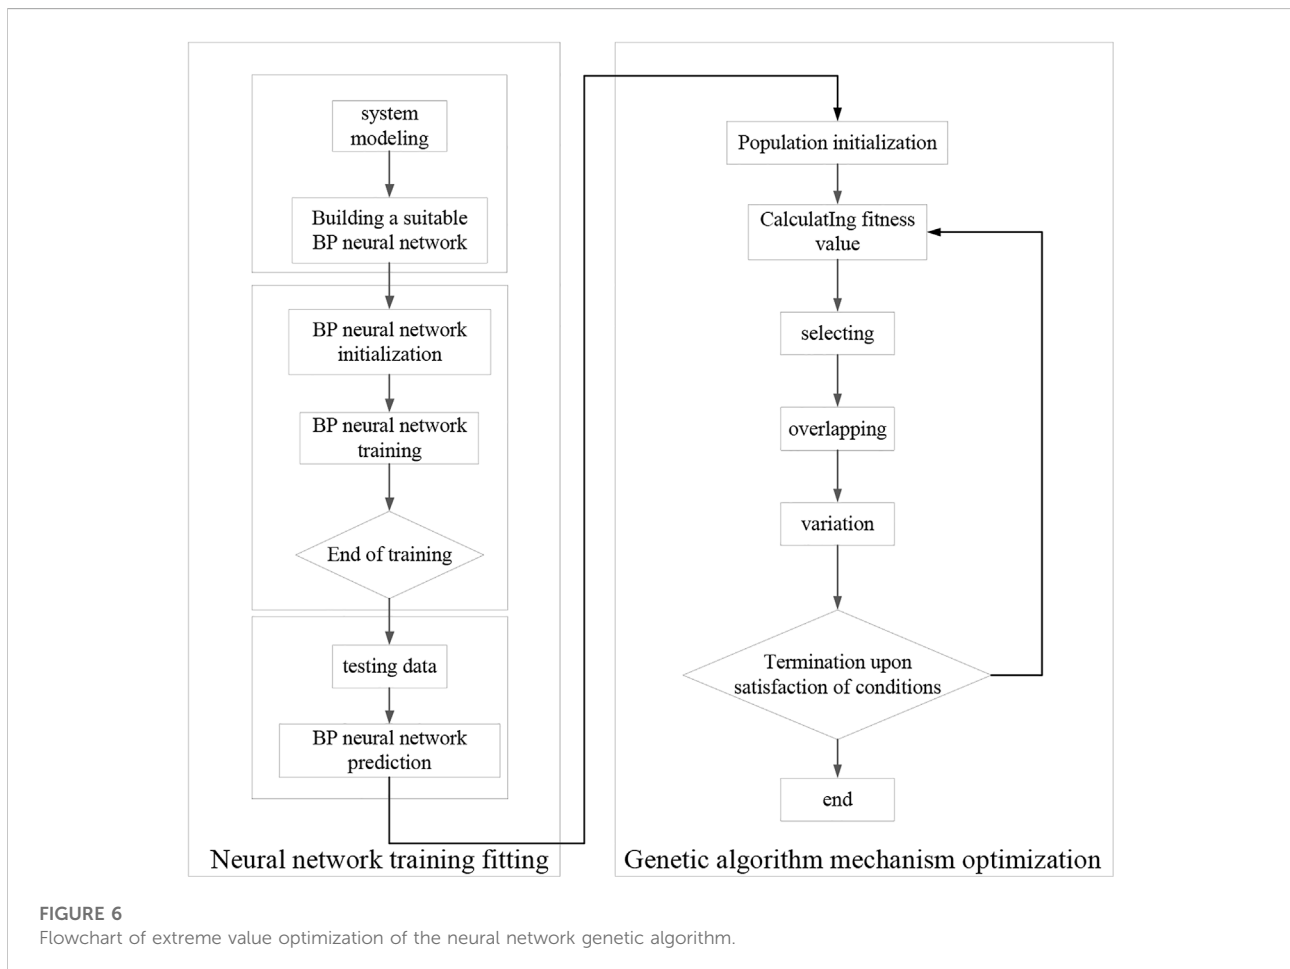 system
modeling
Building a suitable
BP neural network
BP neural network
initialization
BP neural network
training
End of training
testing data
BP neural network
prediction
Neural network training fitting
Population initialization
CalculatIng fitness
value
selecting
overlapping
variation
Termination upon
satisfaction of conditions
end
Genetic algorithm mechanism optimization
FIGURE 6
Flowchart of extreme value optimization of the neural network genetic algorithm.